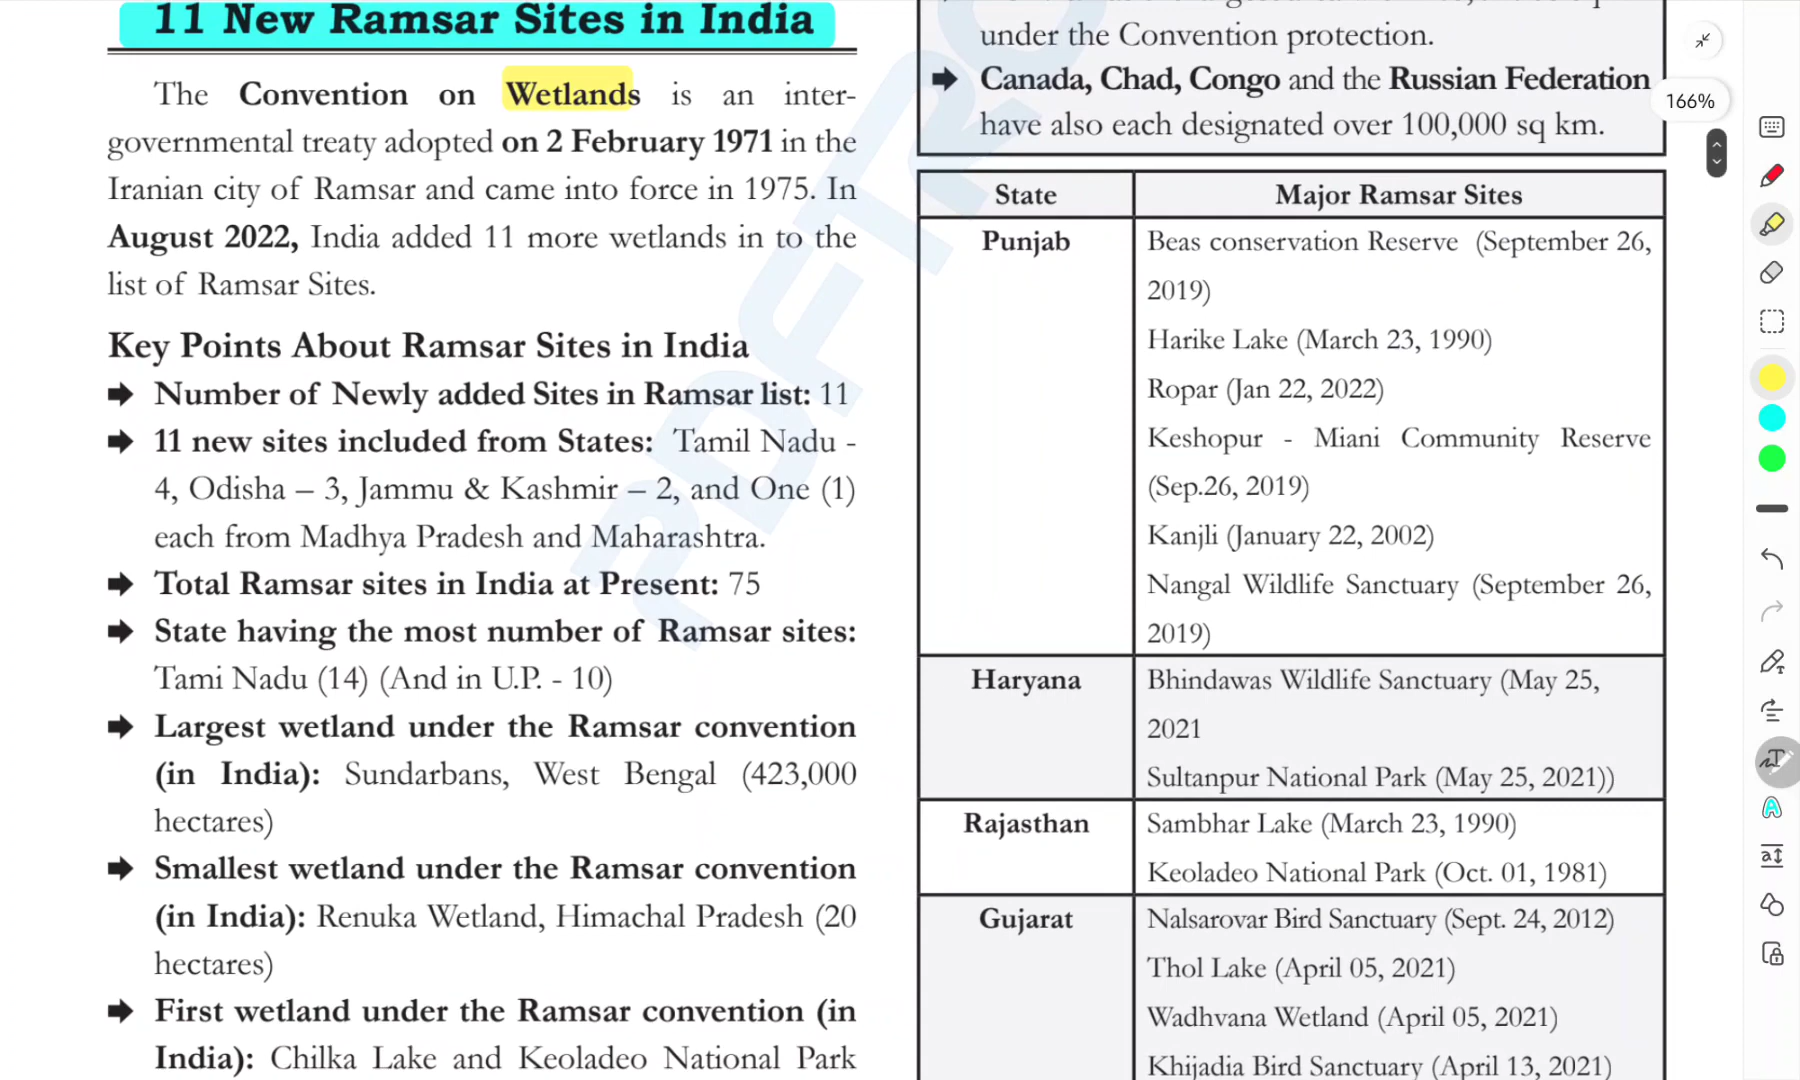 11 New Ramsar Sites in India
The Convention on Wetlands is an inter-
governmental treaty adopted on 2 February 1971 in the
Iranian city of Ramsar and came into force in 1975. In
August 2022, India added 11 more wetlands in to the
list of Ramsar Sites.
Key Points About Ramsar Sites in India
Number of Newly added Sites in Ramsar list: 11
11 new sites included from States: Tamil Nadu -
4, Odisha – 3, Jammu & Kashmir – 2, and One (1)
each from Madhya Pradesh and Maharashtra.
Total Ramsar sites in India at Present: 75
State having the most number of Ramsar sites:
Tami Nadu (14) (And in U.P. - 10)
Largest wetland under the Ramsar convention
(in India): Sundarbans, West Bengal (423,000
hectares)
Smallest wetland under the Ramsar convention
(in India): Renuka Wetland, Himachal Pradesh (20
hectares)
First wetland under the Ramsar convention (in
India): Chilka Lake and Keoladeo National Park
under the Convention protection.
Canada, Chad, Congo and the Russian Federation
have also each designated over 100,000 sq km.
State Major Ramsar Sites
Punjab Beas conservation Reserve (September 26,
2019)
Harike Lake (March 23, 1990)
Ropar (Jan 22, 2022)
Keshopur - Miani Community Reserve
(Sep.26, 2019)
Kanjli (January 22, 2002)
Nangal Wildlife Sanctuary (September 26,
2019)
Haryana Bhindawas Wildlife Sanctuary (May 25,
2021
Sultanpur National Park (May 25, 2021))
Rajasthan Sambhar Lake (March 23, 1990)
Keoladeo National Park (Oct. 01, 1981)
Gujarat Nalsarovar Bird Sanctuary (Sept. 24, 2012)
Thol Lake (April 05, 2021)
Wadhvana Wetland (April 05, 2021)
Khijadia Bird Sanctuary (April 13, 2021)
166%